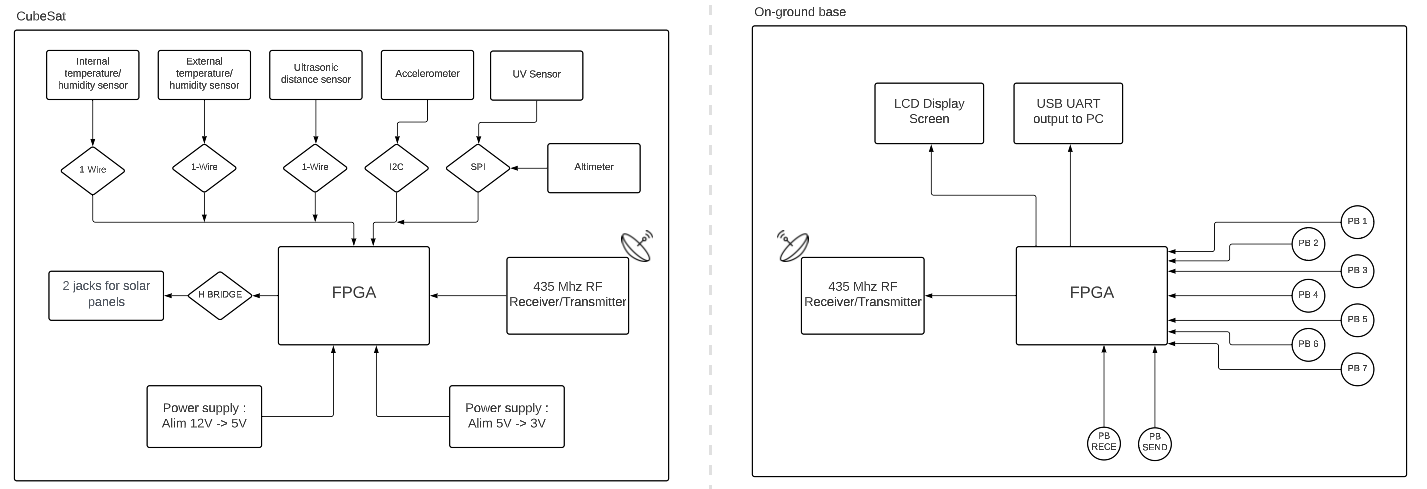 CubeSat
Internal
temperature/
humidity sensor
External
temperature/
humidity sensor
Ultrasonic
distance sensor
Accelerometer
UV Sensor
1 Wire
1-Wire
1-Wire
I2C
SPI
Altimeter
2 jacks for solar
panels
H BRIDGE
FPGA
435 Mhz RF
Receiver/Transmitter
Power supply :
Alim 12V -> 5V
Power supply :
Alim 5V -> 3V
On-ground base
LCD Display
Screen
USB UART
output to PC
435 Mhz RF
Receiver/Transmitter
FPGA
PB 1
PB 2
PB 3
PB 4
PB 5
PB 6
PB 7
PB
RECE
PB
SEND